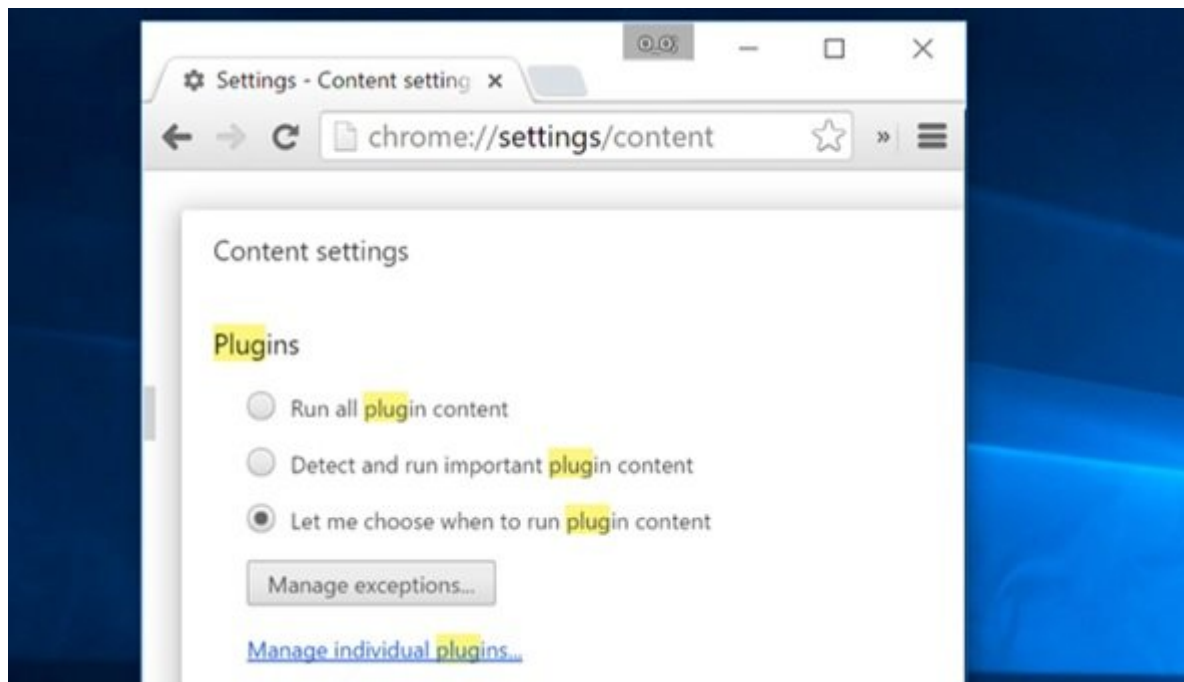 Settings - Content setting
chrome://settings/content
Content settings
Plugins
Run all plugin content
Detect and run important plugin content
Let me choose when to run plugin content
Manage exceptions...
Manage individual plugins...